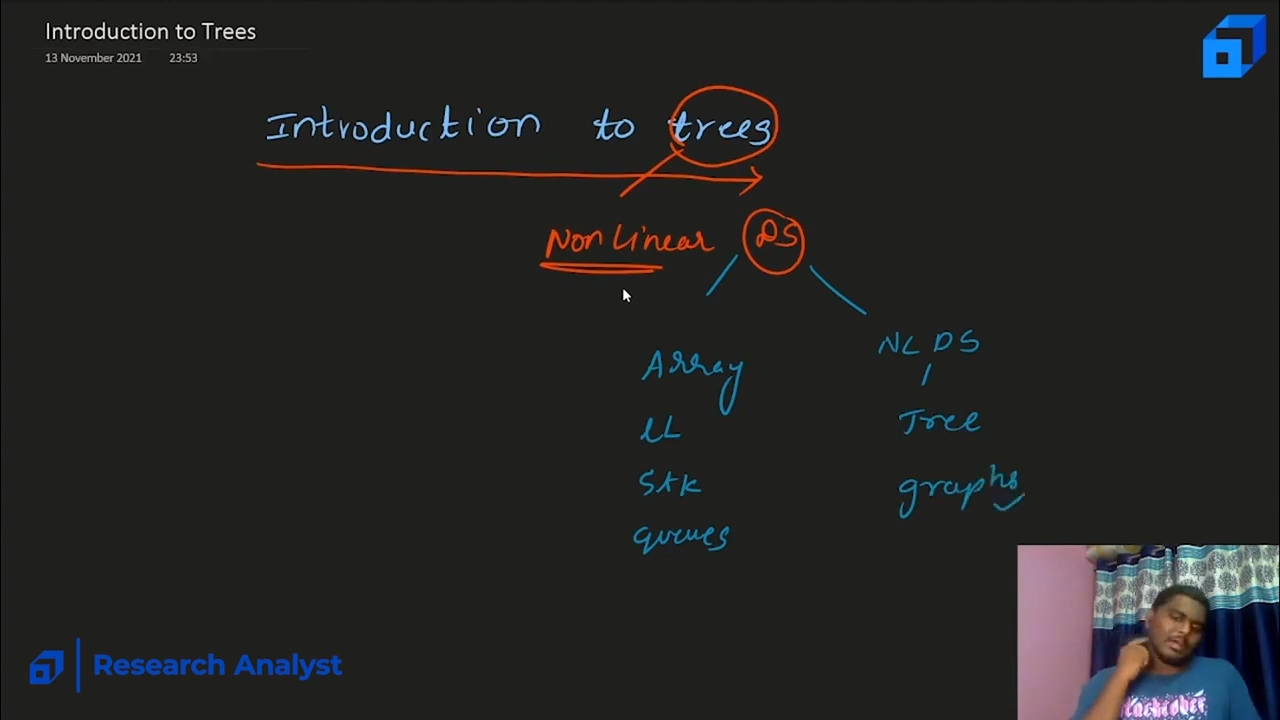 Introduction to Trees
13 November 2021 23:53
Introduction to trees
Non Linear DS
Array
LL
Stk
queues
NL DS
Tree
graphs
Research Analyst